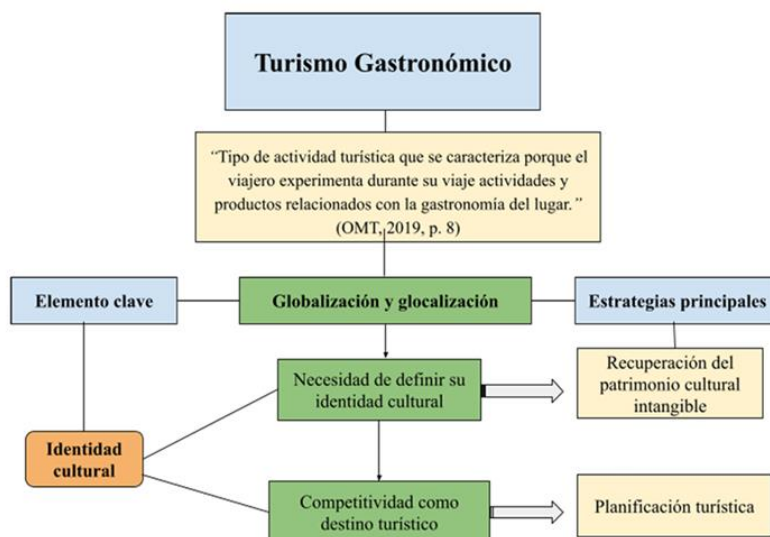 Turismo Gastronómico
“Tipo de actividad turística que se caracteriza porque el
viajero experimenta durante su viaje actividades y
productos relacionados con la gastronomía del lugar.”
(OMT, 2019, p. 8)
Elemento clave
Globalización y glocalización
Estrategias principales
Necesidad de definir su
identidad cultural
Recuperación del
patrimonio cultural
intangible
Identidad
cultural
Competitividad como
destino turístico
Planificación turística